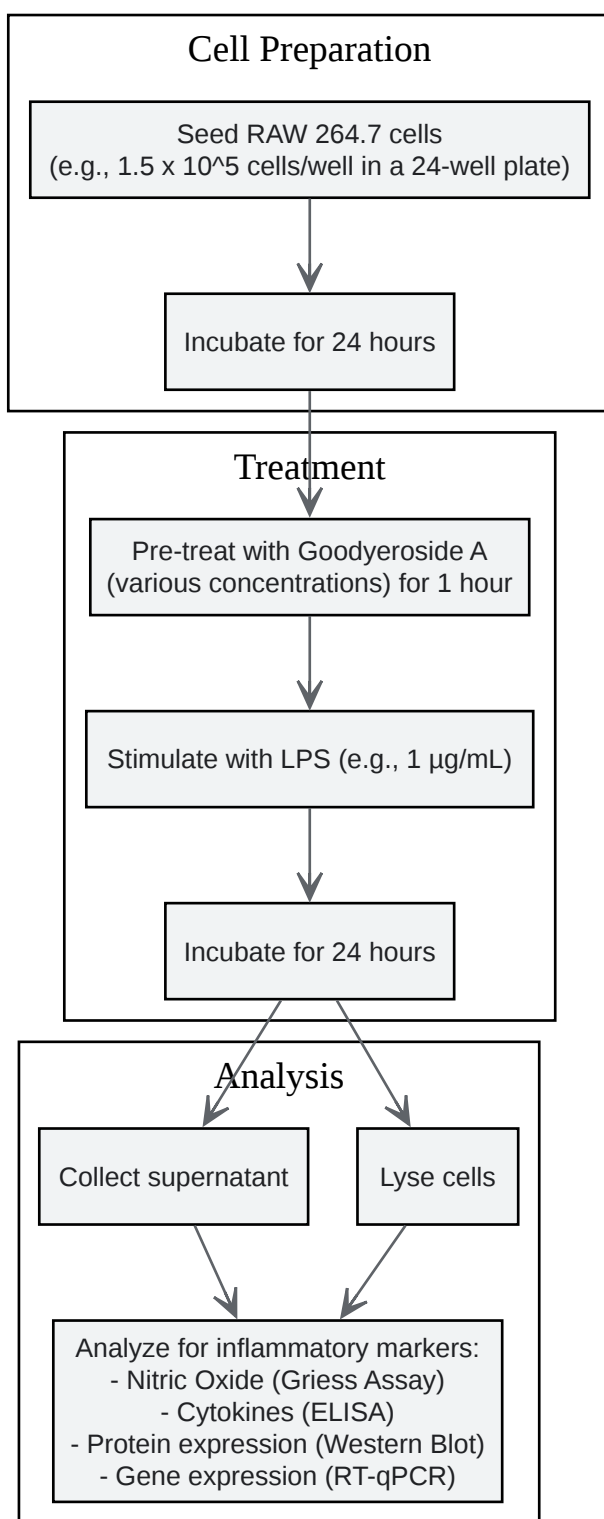 Cell Preparation
Seed RAW 264.7 cells
(e.g., 1.5 x 10^5 cells/well in a 24-well plate)
Incubate for 24 hours
Treatment
Pre-treat with Goodyeroside A
(various concentrations) for 1 hour
Stimulate with LPS (e.g., 1 µg/mL)
Incubate for 24 hours
Analysis
Collect supernatant
Lyse cells
Analyze for inflammatory markers:
- Nitric Oxide (Griess Assay)
- Cytokines (ELISA)
- Protein expression (Western Blot)
- Gene expression (RT-qPCR)